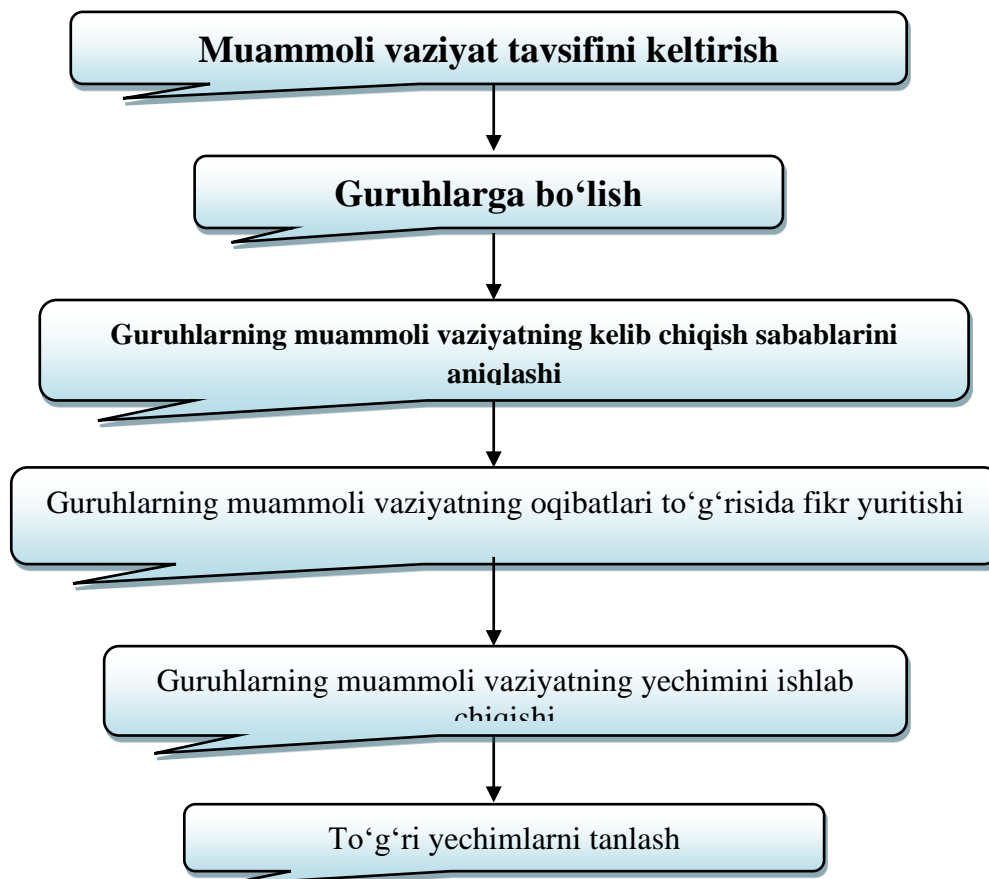 Muammoli vaziyat tavsifini keltirish
Guruhlarga bo‘lish
Guruhlarning muammoli vaziyatning kelib chiqish sabablarini
aniqlashi
Guruhlarning muammoli vaziyatning oqibatlari to‘g‘risida fikr yuritishi
Guruhlarning muammoli vaziyatning yechimini ishlab
chiqishi
To‘g‘ri yechimlarni tanlash